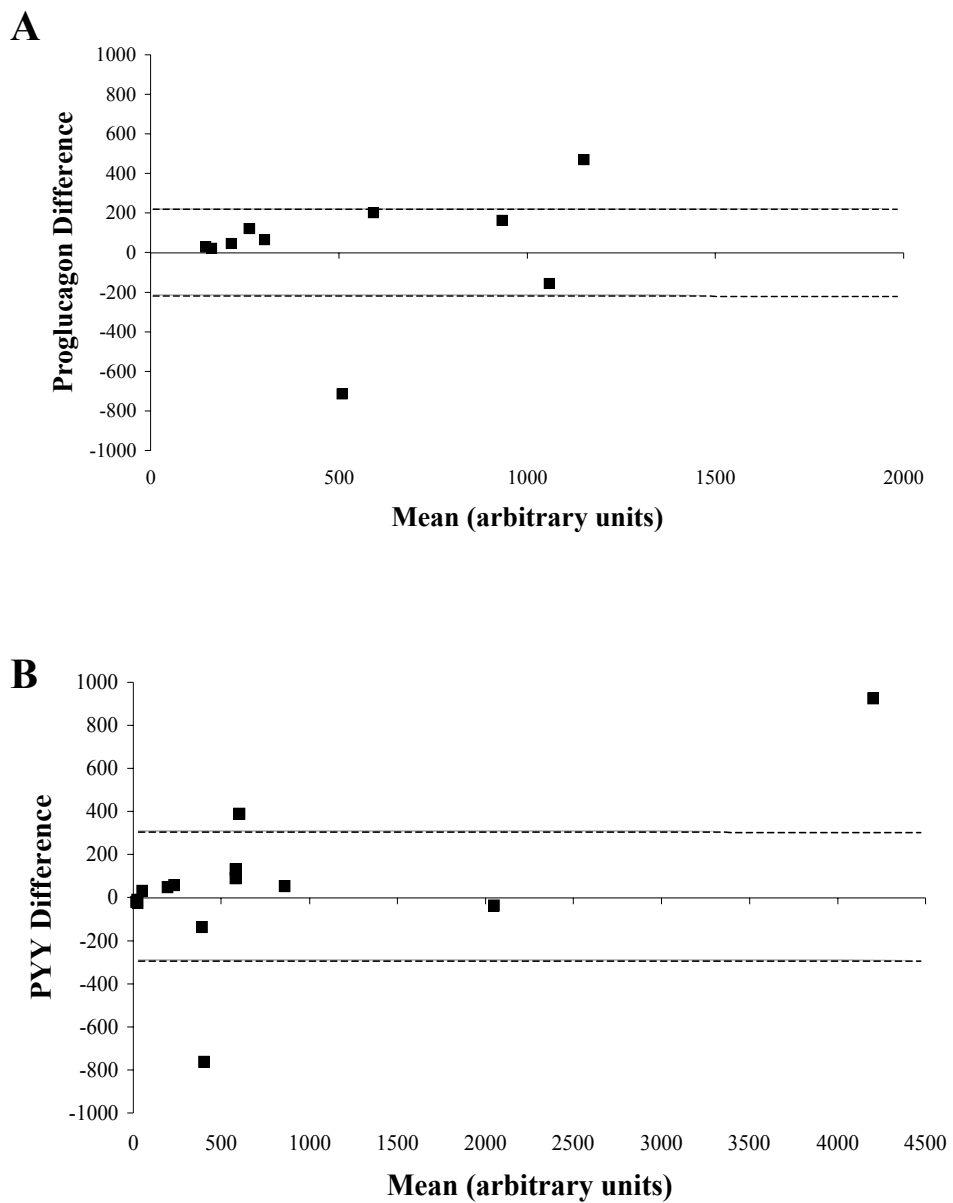 A
1000
800
600
400
200
0
-200
-400
-600
-800
-1000
Proglucagon Difference
0 500 1000 1500 2000
Mean (arbitrary units)
B
1000
800
600
400
200
0
-200
-400
-600
-800
-1000
PYY Difference
0 500 1000 1500 2000 2500 3000 3500 4000 4500
Mean (arbitrary units)